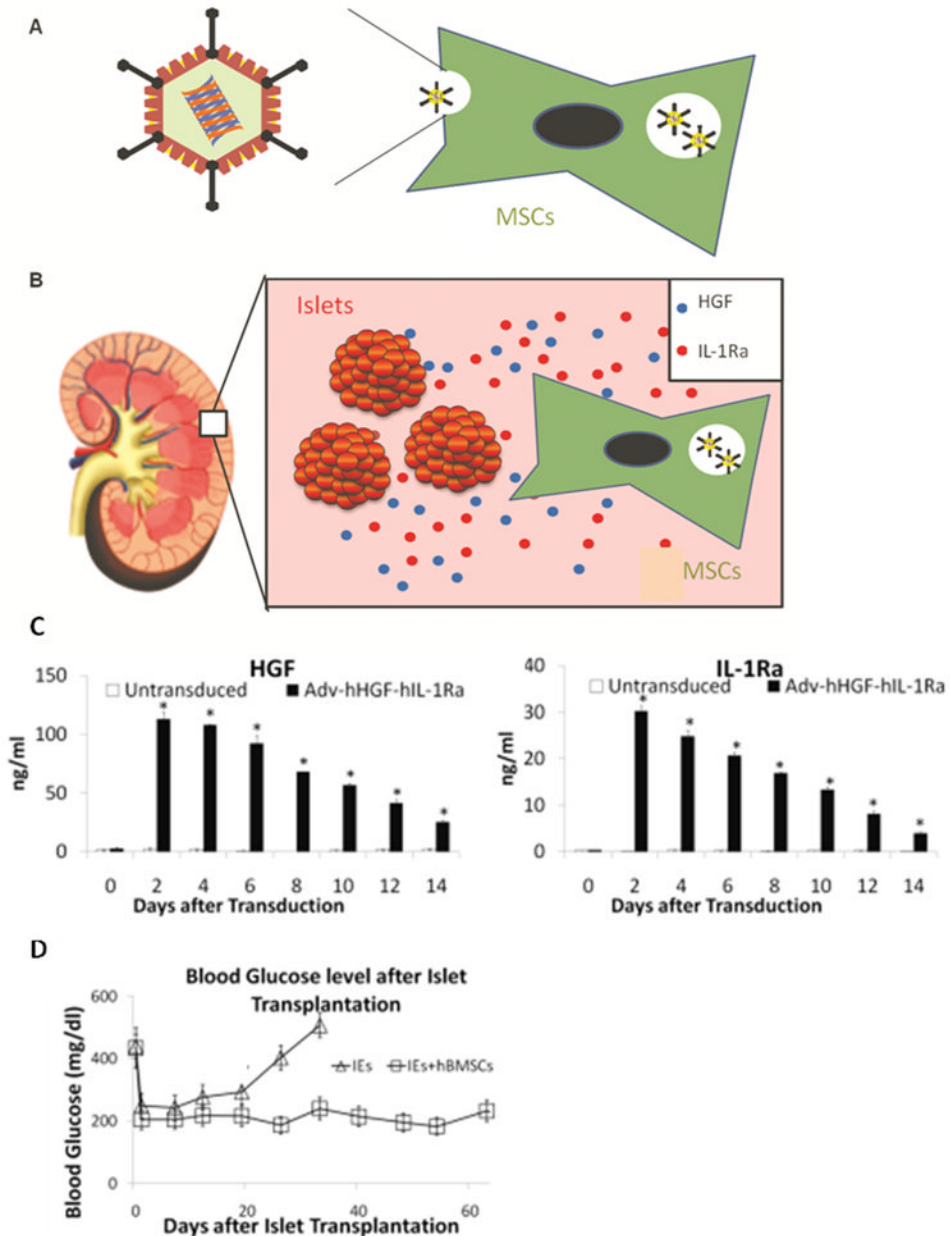 A
MSCs
B
Islets
HGF
IL-1Ra
MSCs
C
HGF
Untransduced Adv-hHGF-hIL-1Ra
150
100
50
0
ng/ml
* * * * * * *
0 2 4 6 8 10 12 14
Days after Transduction
IL-1Ra
Untransduced Adv-hHGF-hIL-1Ra
40
30
20
10
0
ng/ml
* * * * * * *
0 2 4 6 8 10 12 14
Days after Transduction
D
Blood Glucose level after Islet
Transplantation
IEs IEs+hBMSCs
600
400
200
0
Blood Glucose (mg/dl)
0 20 40 60
Days after Islet Transplantation